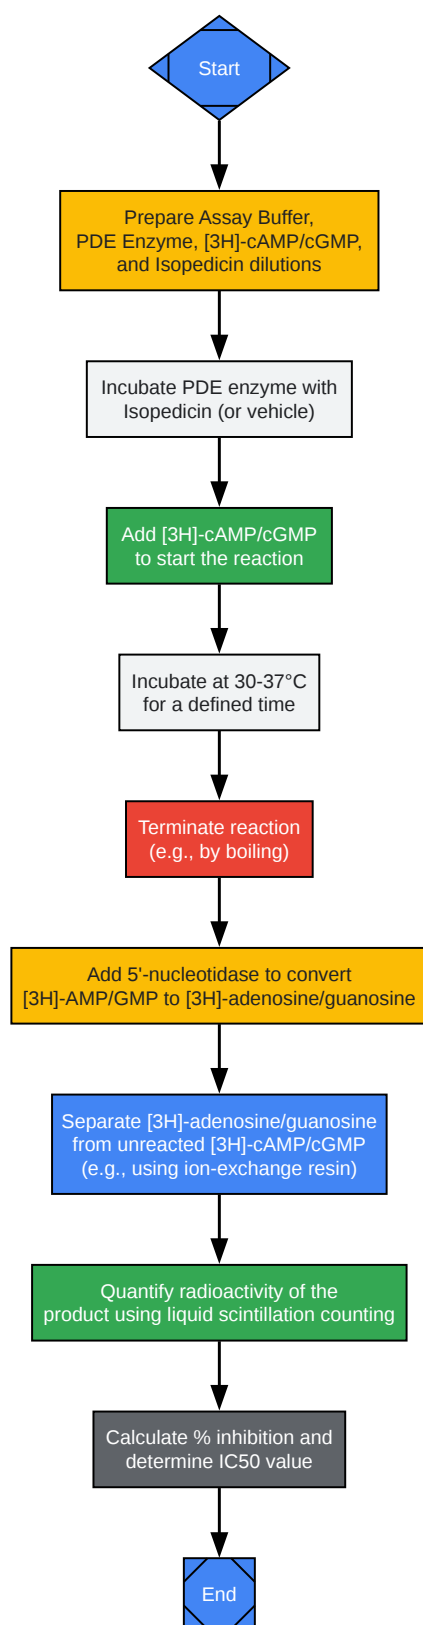 Start
Prepare Assay Buffer,
PDE Enzyme, [3H]-cAMP/cGMP,
and Isopedicin dilutions
Incubate PDE enzyme with
Isopedicin (or vehicle)
Add [3H]-cAMP/cGMP
to start the reaction
Incubate at 30-37°C
for a defined time
Terminate reaction
(e.g., by boiling)
Add 5'-nucleotidase to convert
[3H]-AMP/GMP to [3H]-adenosine/guanosine
Separate [3H]-adenosine/guanosine
from unreacted [3H]-cAMP/cGMP
(e.g., using ion-exchange resin)
Quantify radioactivity of the
product using liquid scintillation counting
Calculate % inhibition and
determine IC50 value
End